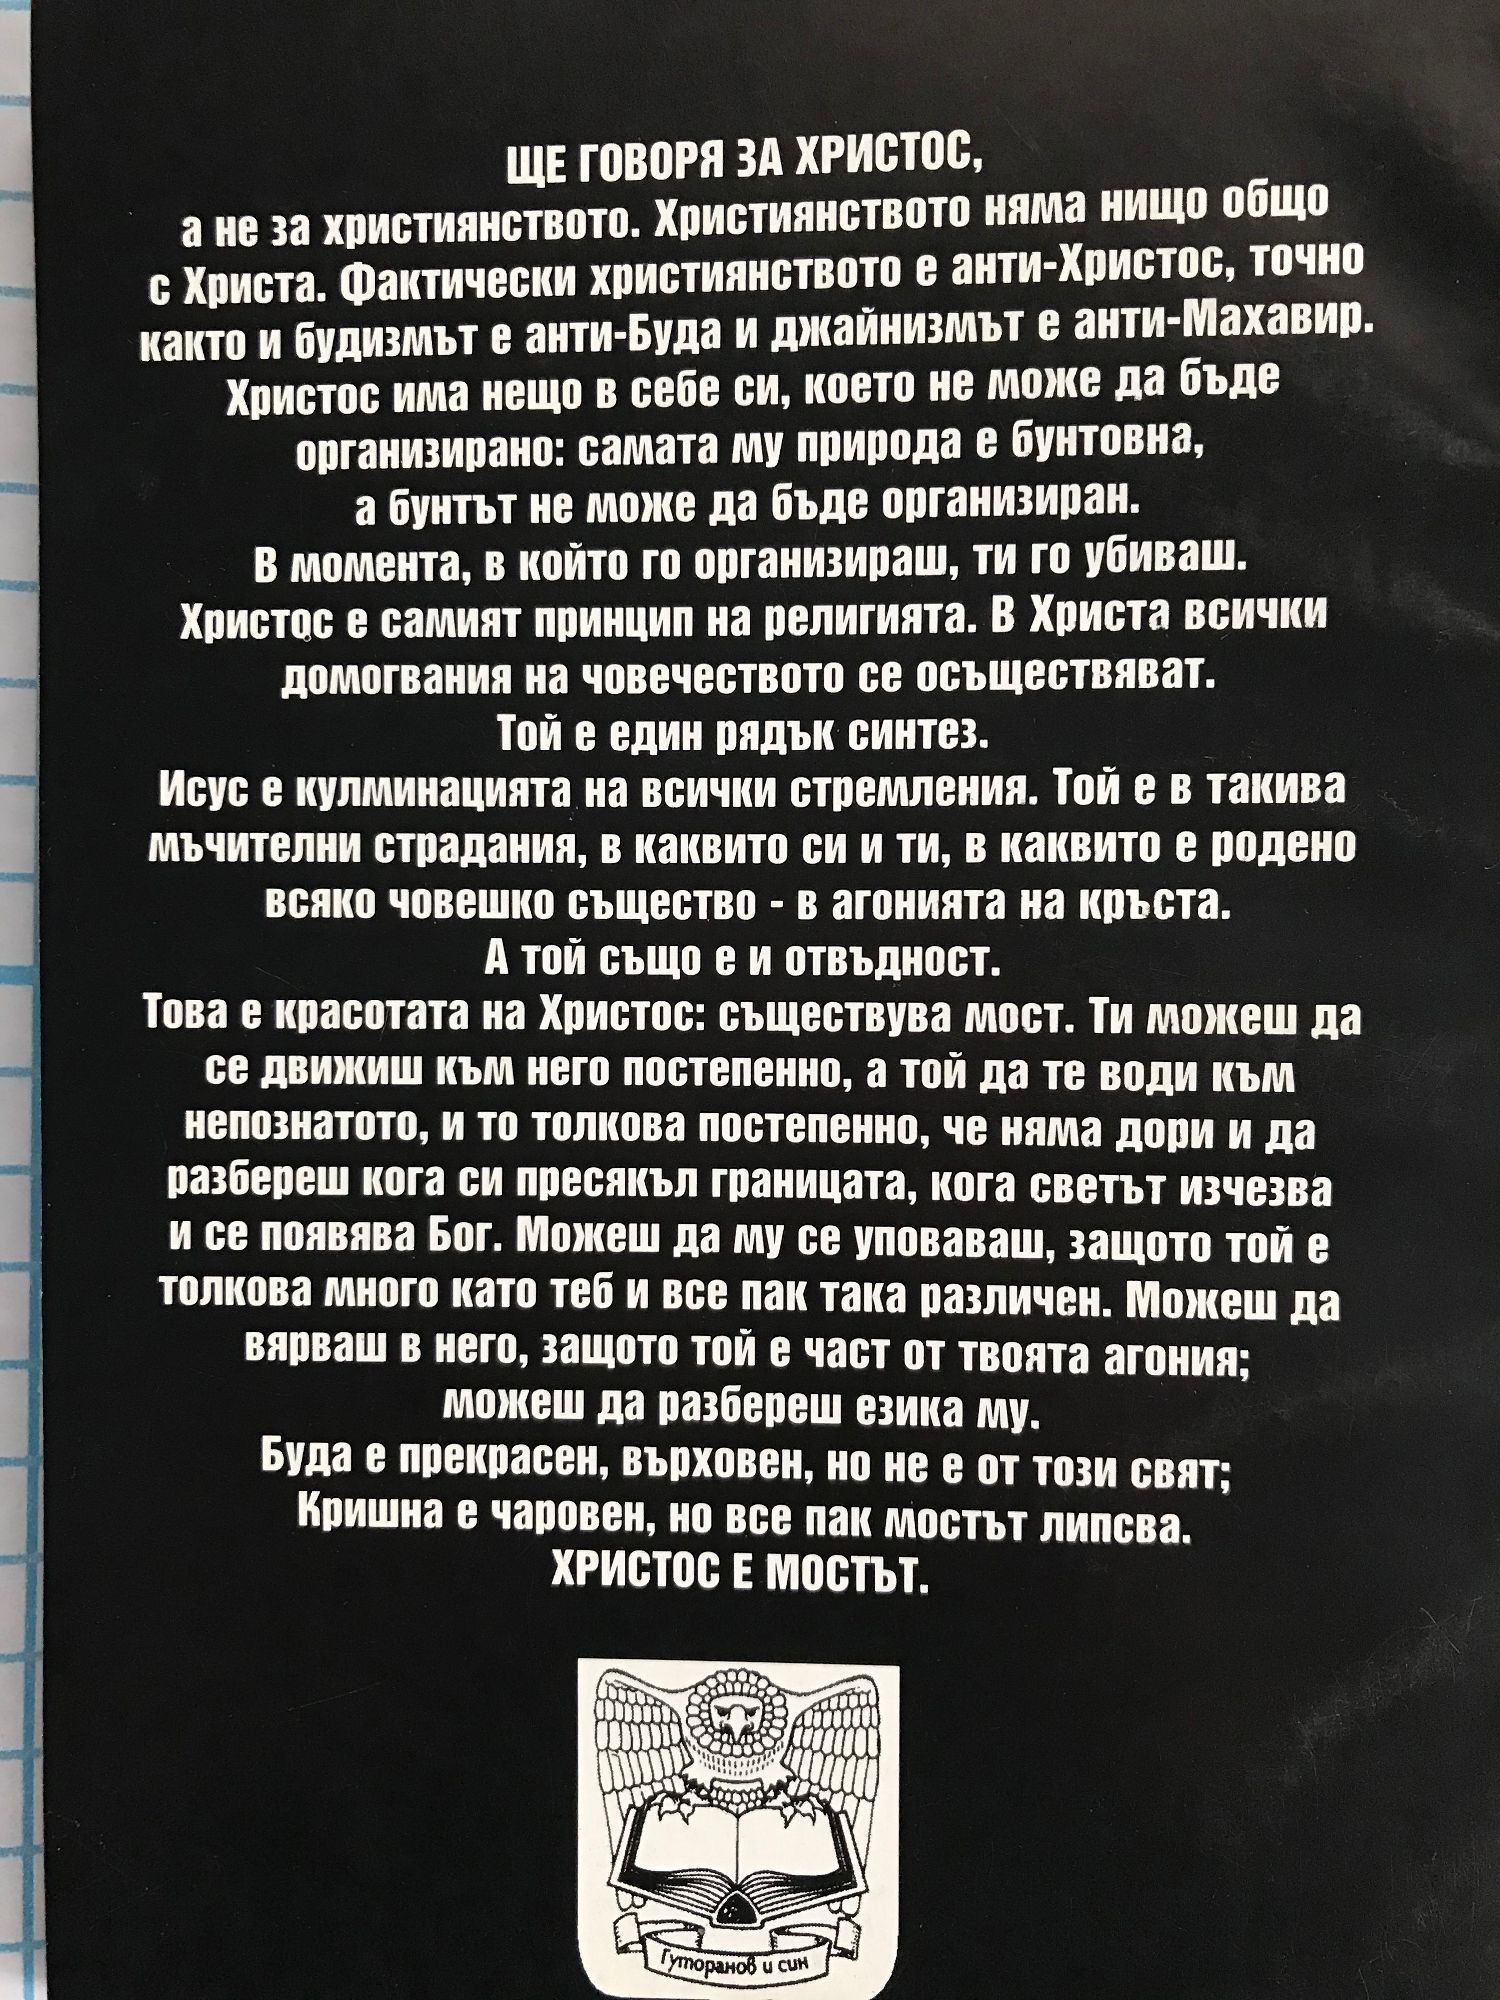 ЩЕ ГОВОРЯ ЗА ХРИСТОС,
а не за християнството. Християнството няма нищо общо
с Христа. Фактически християнството е анти-Христос, точно
както и будизмът е анти-Буда и джайнизмът е анти-Махавир.
Христос има нещо в себе си, което не може да бъде
организирано: самата му природа е бунтовна,
а бунтът не може да бъде организиран.
В момента, в който го организираш, ти го убиваш.
Христос е самият принцип на религията. В Христа всички
домогвания на човечеството се осъществяват.
Той е един рядък синтез.
Исус е кулминацията на всички стремления. Той е в такива
мъчителни страдания, в каквито си и ти, в каквито е родено
всяко човешко същество - в агонията на кръста.
А той също е и отвъдност.
Това е красотата на Христос: съществува мост. Ти можеш да
се движиш към него постепенно, а той да те води към
непознатото, и то толкова постепенно, че няма дори и да
разбереш кога си пресякъл границата, кога светът изчезва
и се появява Бог. Можеш да му се уповаваш, защото той е
толкова много като теб и все пак така различен. Можеш да
вярваш в него, защото той е част от твоята агония;
можеш да разбереш езика му.
Буда е прекрасен, върховен, но не е от този свят;
Кришна е чаровен, но все пак мостът липсва.
ХРИСТОС Е МОСТЪТ.
Гуторанов и син